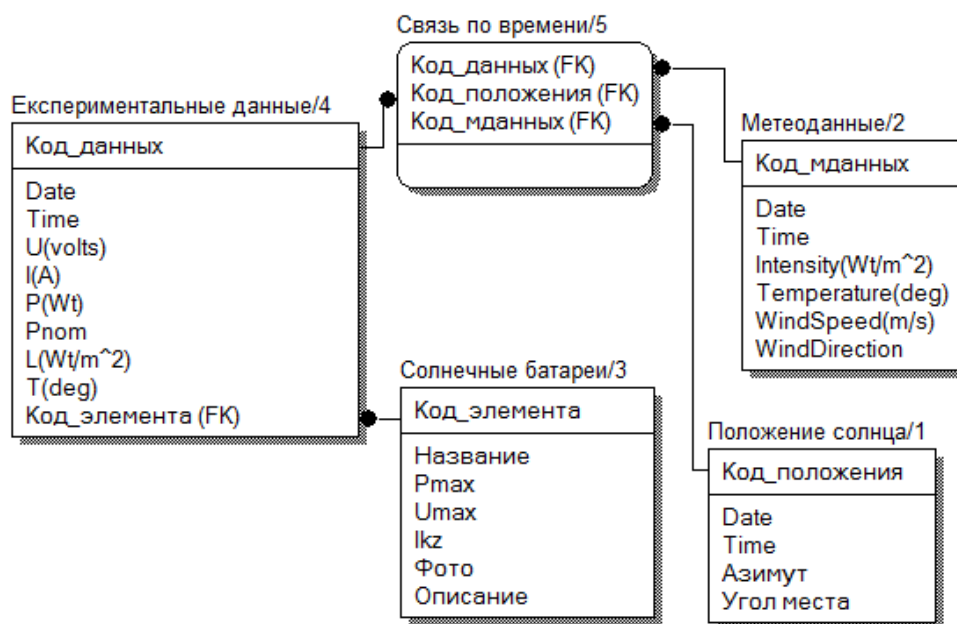 Связь по времени/5
Код_данных (FK)
Код_положения (FK)
Код_мданных (FK)
Експериментальные данные/4
Код_данных
Date
Time
U(volts)
I(A)
P(Wt)
Pnom
L(Wt/m^2)
T(deg)
Код_элемента (FK)
Метеоданные/2
Код_мданных
Date
Time
Intensity(Wt/m^2)
Temperature(deg)
WindSpeed(m/s)
WindDirection
Солнечные батареи/3
Код_элемента
Название
Pmax
Umax
Ikz
Фото
Описание
Положение солнца/1
Код_положения
Date
Time
Азимут
Угол места